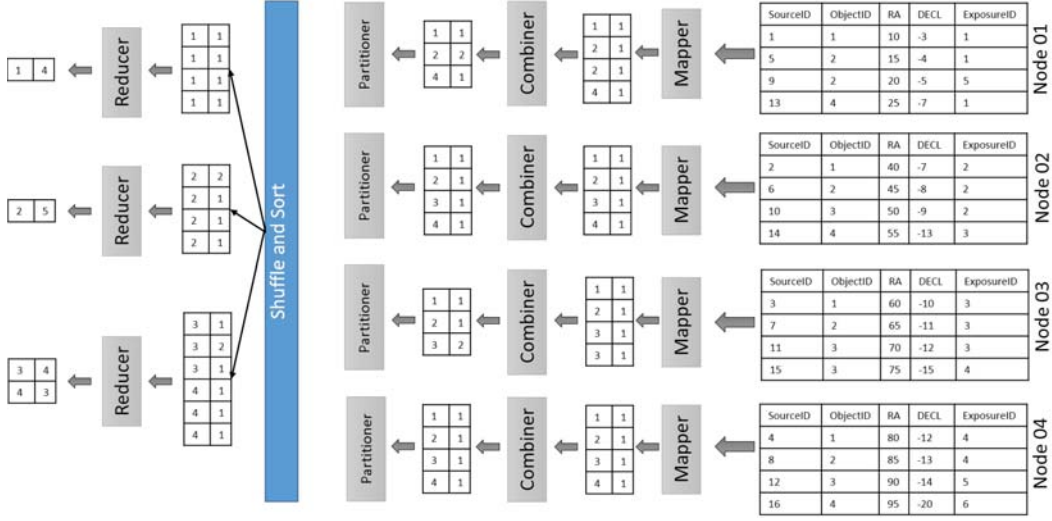 SourceID ObjectID RA DECL ExposureID
1 1 10 -3 1
5 2 15 -4 1
9 2 20 -5 5
13 4 25 -7 1
Node 01
Mapper
1 1
2 1
2 1
4 1
Combiner
1 1
2 2
4 1
Partitioner
SourceID ObjectID RA DECL ExposureID
2 1 40 -7 2
6 2 45 -8 2
10 3 50 -9 2
14 4 55 -13 3
Node 02
Mapper
1 1
2 1
3 1
4 1
Combiner
1 1
2 1
3 1
4 1
Partitioner
SourceID ObjectID RA DECL ExposureID
3 1 60 -10 3
7 2 65 -11 3
11 3 70 -12 3
15 3 75 -15 4
Node 03
Mapper
1 1
2 1
3 1
3 1
Combiner
1 1
2 1
3 2
Partitioner
SourceID ObjectID RA DECL ExposureID
4 1 80 -12 4
8 2 85 -13 4
12 3 90 -14 5
16 4 95 -20 6
Node 04
Mapper
1 1
2 1
3 1
4 1
Combiner
1 1
2 1
3 1
4 1
Partitioner
Shuffle and Sort
1 1
1 1
1 1
1 1
Reducer
1 4
2 2
2 1
2 1
2 1
Reducer
2 5
3 1
3 2
3 1
4 1
4 1
4 1
Reducer
3 4
4 3